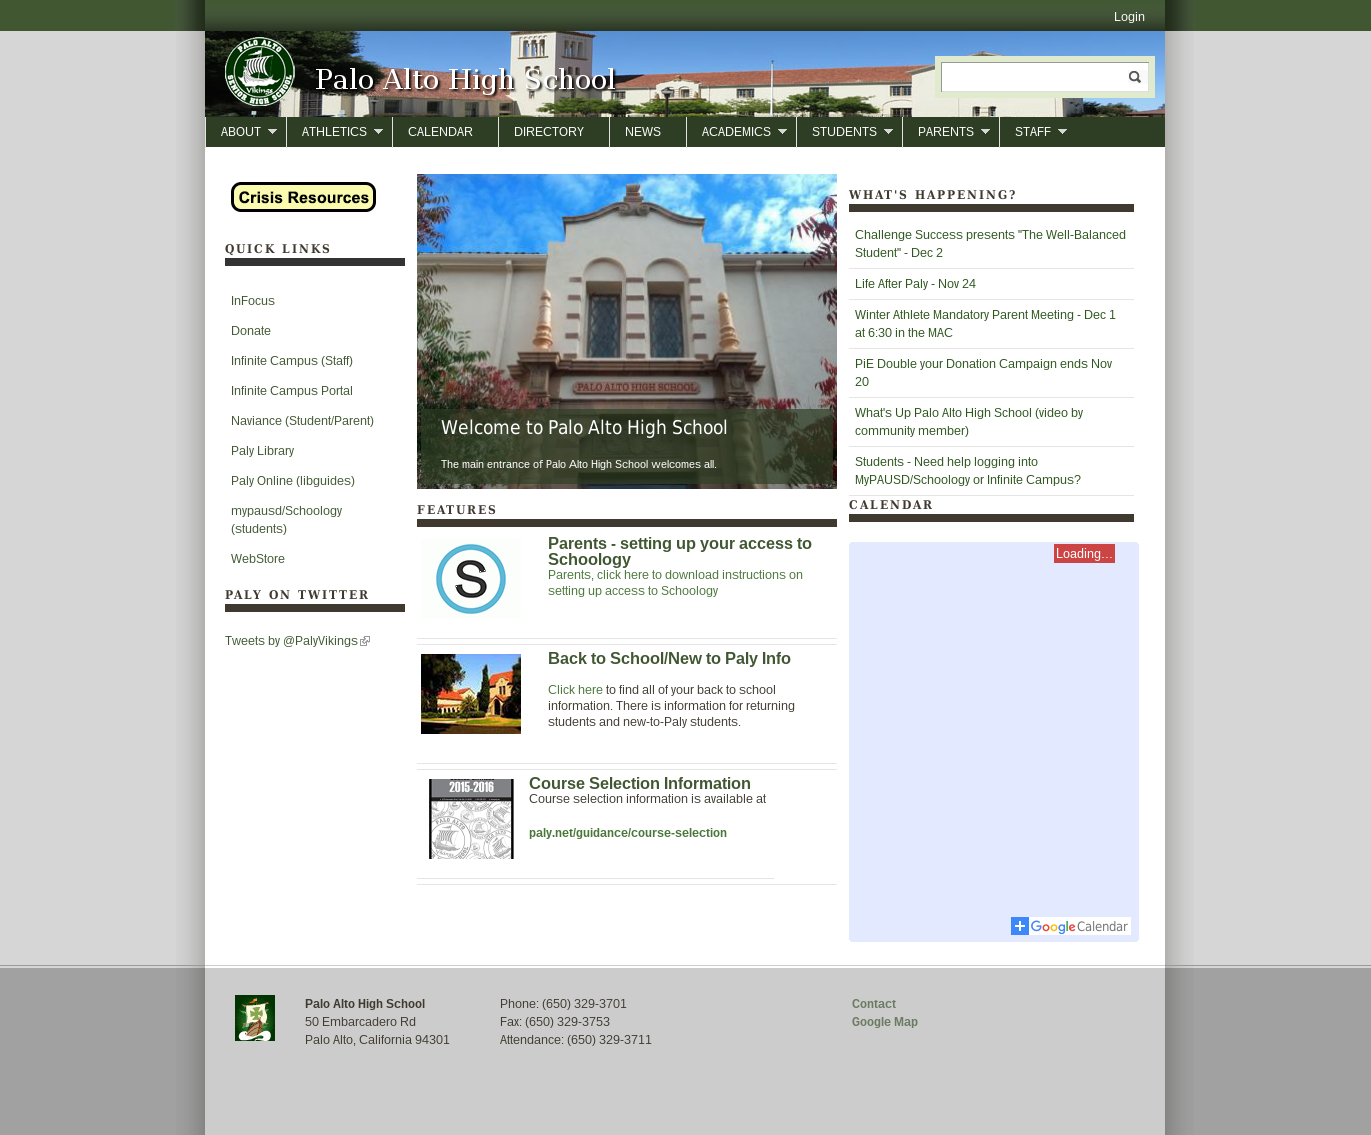 Login
PALO ALTO
Vikings
SENIOR HIGH SCHOOL
Palo Alto High School
ABOUT
ATHLETICS
CALENDAR
DIRECTORY
NEWS
ACADEMICS
STUDENTS
PARENTS
STAFF
Crisis Resources
QUICK LINKS
InFocus
Donate
Infinite Campus (Staff)
Infinite Campus Portal
Naviance (Student/Parent)
Paly Library
Paly Online (libguides)
mypausd/Schoology
(students)
WebStore
PALY ON TWITTER
Tweets by @PalyVikings
PALO ALTO HIGH SCHOOL
Welcome to Palo Alto High School
The main entrance of Palo Alto High School welcomes all.
FEATURES
S
Parents - setting up your access to
Schoology
Parents, click here to download instructions on
setting up access to Schoology
Back to School/New to Paly Info
Click here to find all of your back to school
information. There is information for returning
students and new-to-Paly students.
2015-2016
Course Selection Information
Course selection information is available at
paly.net/guidance/course-selection
WHAT'S HAPPENING?
Challenge Success presents "The Well-Balanced
Student" - Dec 2
Life After Paly - Nov 24
Winter Athlete Mandatory Parent Meeting - Dec 1
at 6:30 in the MAC
PiE Double your Donation Campaign ends Nov
20
What's Up Palo Alto High School (video by
community member)
Students - Need help logging into
MyPAUSD/Schoology or Infinite Campus?
CALENDAR
Loading...
Google Calendar
Palo Alto High School
50 Embarcadero Rd
Palo Alto, California 94301
Phone: (650) 329-3701
Fax: (650) 329-3753
Attendance: (650) 329-3711
Contact
Google Map